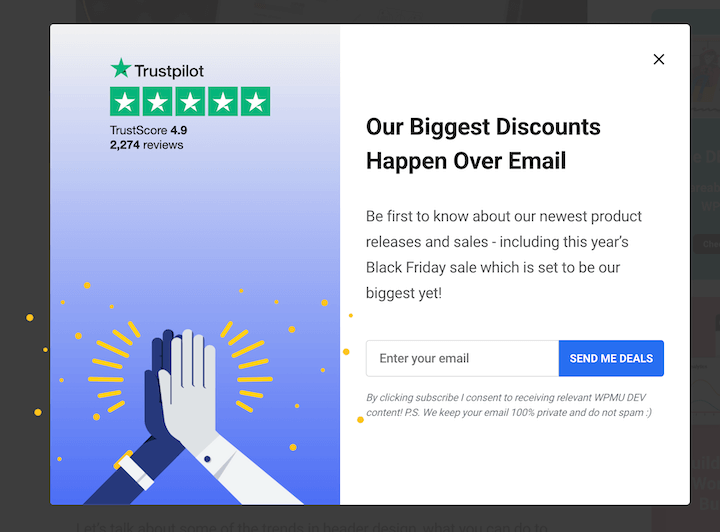 Trustpilot
TrustScore 4.9
2,274 reviews
Our Biggest Discounts
Happen Over Email
Be first to know about our newest product
releases and sales - including this year's
Black Friday sale which is set to be our
biggest yet!
Enter your email
SEND ME DEALS
By clicking subscribe I consent to receiving relevant WPMU DEV
content! P.S. We keep your email 100% private and do not spam :)
Let's talk about some of the trends in header design, what you can do to